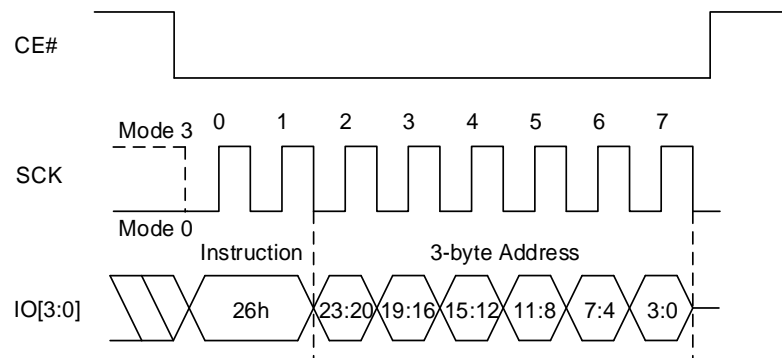 CE#
0 1 2 3 4 5 6 7
Mode 3
SCK
Mode 0
Instruction 3-byte Address
IO[3:0] 26h 23:20 19:16 15:12 11:8 7:4 3:0